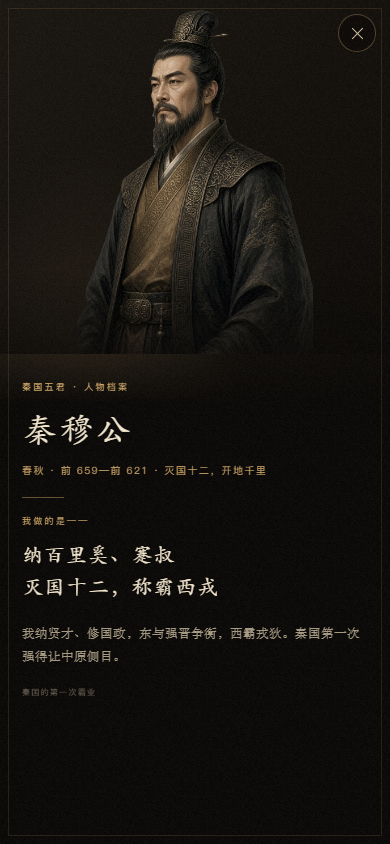 秦国五君 · 人物档案
秦穆公
春秋 · 前 659—前 621 · 灭国十二，开地千里
我做的是——
纳百里奚、蹇叔
灭国十二，称霸西戎
我纳贤才、修国政，东与强晋争衡，西霸戎狄。秦国第一次
强得让中原侧目。
秦国的第一次霸业